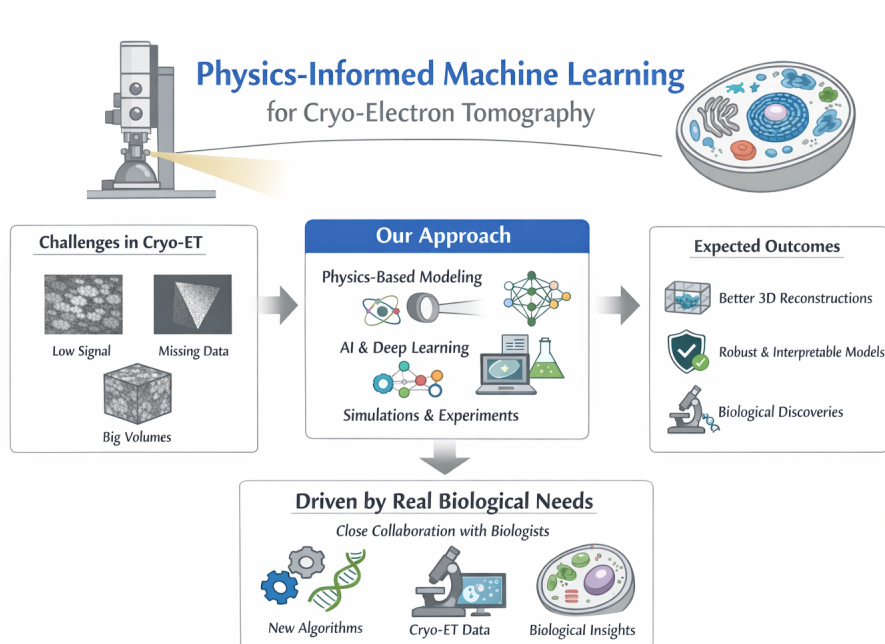 Physics-Informed Machine Learning
for Cryo-Electron Tomography
Challenges in Cryo-ET
Low Signal
Missing Data
Big Volumes
Our Approach
Physics-Based Modeling
AI & Deep Learning
Simulations & Experiments
Expected Outcomes
Better 3D Reconstructions
Robust & Interpretable Models
Biological Discoveries
Driven by Real Biological Needs
Close Collaboration with Biologists
New Algorithms
Cryo-ET Data
Biological Insights